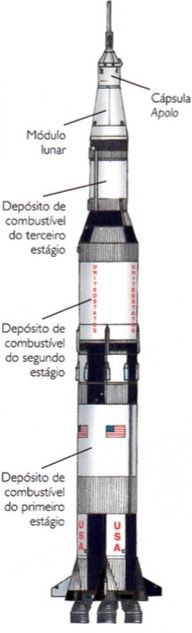 Cápsula
Apolo
Módulo
lunar
Depósito de
combustível
do terceiro
estágio
UNITED STATES
UNITED STATES
Depósito de
combustível
do segundo
estágio
Depósito de
combustível
do primeiro
estágio
USA
USA